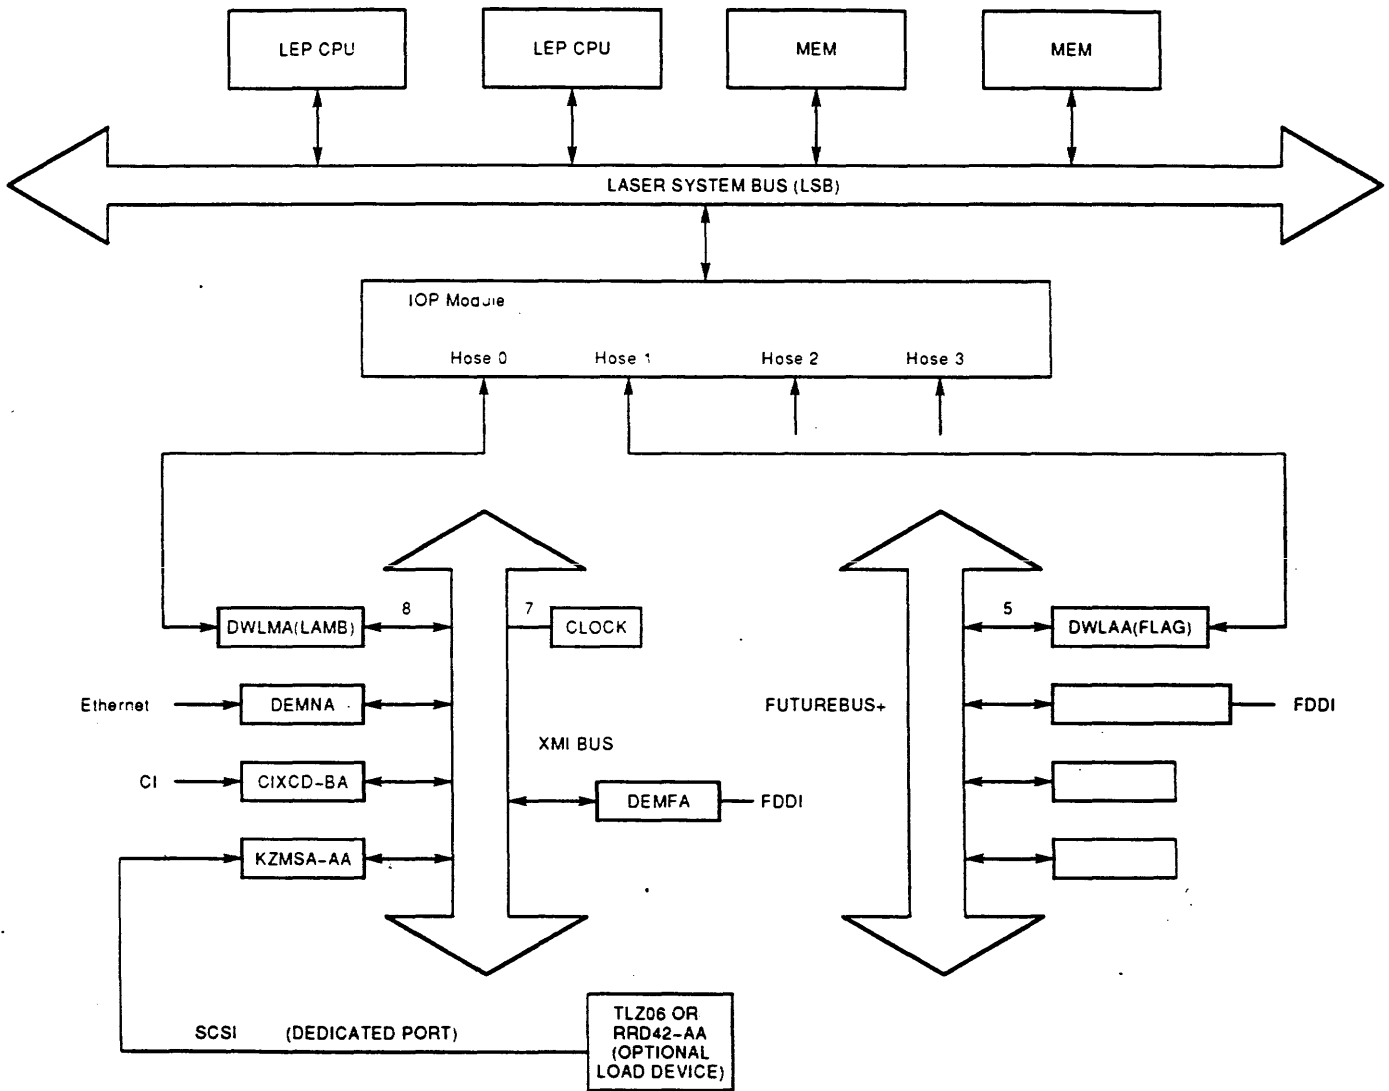 LEP CPU
LEP CPU
MEM
MEM
LASER SYSTEM BUS (LSB)
IOP Module
Hose 0
Hose 1
Hose 2
Hose 3
8
7
5
DWLMA(LAMB)
CLOCK
DWLAA(FLAG)
Ethernet
DEMNA
FUTUREBUS+
FDDI
XMI BUS
CI
CIXCD-BA
DEMFA
FDDI
KZMSA-AA
SCSI (DEDICATED PORT)
TLZ06 OR
RRD42-AA
(OPTIONAL
LOAD DEVICE)